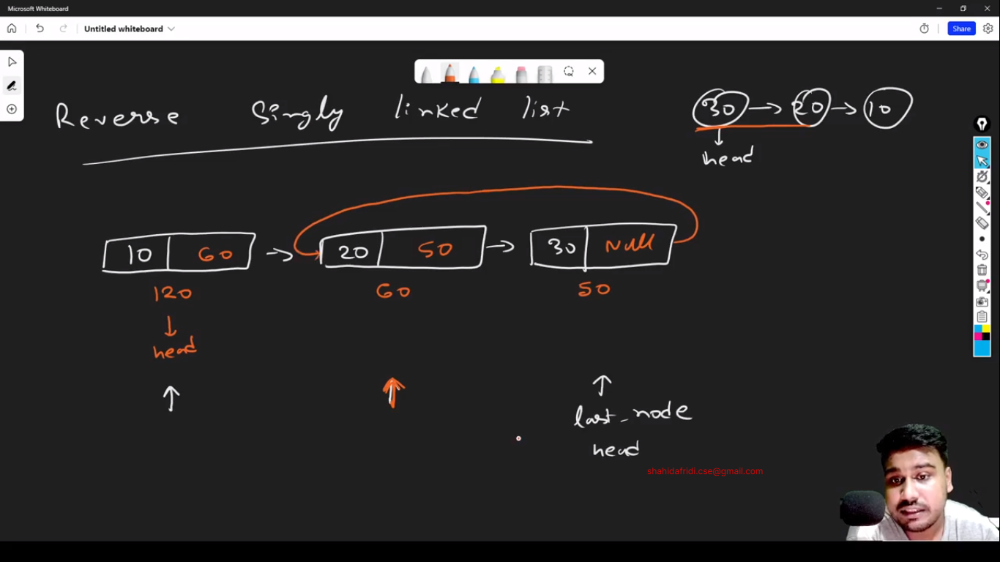 Microsoft Whiteboard
Untitled whiteboard
Share
Reverse Singly linked list
30 → 20 → 10
↓
head
10 60 → 20 50 → 30 Null
120 60 50
↓
head
↑ ↑ ↑
last_node
head
shahidafridi.cse@gmail.com